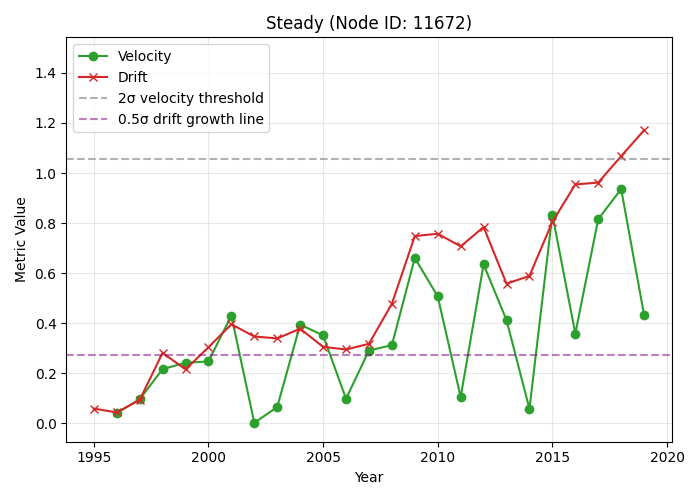 Steady (Node ID: 11672)
Velocity
Drift
2σ velocity threshold
0.5σ drift growth line
Metric Value
1.4
1.2
1.0
0.8
0.6
0.4
0.2
0.0
1995 2000 2005 2010 2015 2020
Year